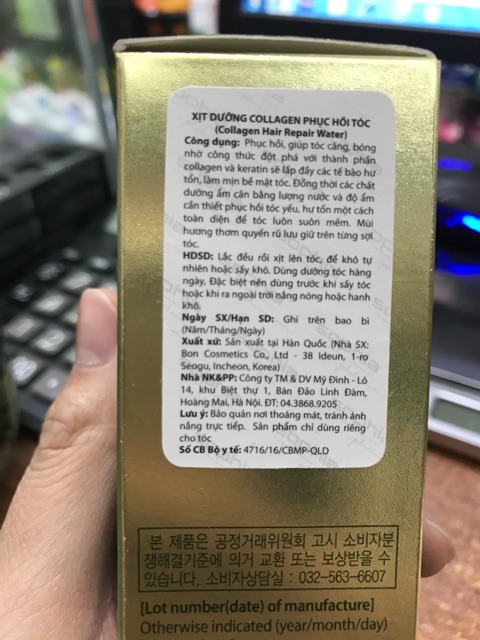 XỊT DƯỠNG COLLAGEN PHỤC HỒI TÓC
(Collagen Hair Repair Water)
Công dụng: Phục hồi, giúp tóc căng, bóng
nhờ công thức đột phá với thành phần
collagen và keratin sẽ lấp đầy các tế bào hư
tổn, làm mịn bề mặt tóc. Đồng thời các chất
dưỡng ẩm cân bằng lượng nước và độ ẩm
cần thiết phục hồi tóc yếu, hư tổn một cách
toàn diện để tóc luôn suôn mềm. Mùi
hương thơm quyến rũ lưu giữ trên từng sợi
tóc.
HDSD: Lắc đều rồi xịt lên tóc, để khô tự
nhiên hoặc sấy khô. Dùng dưỡng tóc hàng
ngày, Đặc biệt nên dùng trước khi sấy tóc
hoặc khi ra ngoài trời nắng nóng hoặc hanh
khô.
Ngày SX/Hạn SD: Ghi trên bao bì
(Năm/Tháng/Ngày)
Xuất xứ: Sản xuất tại Hàn Quốc (Nhà SX:
Bon Cosmetics Co., Ltd - 38 Ideun, 1-ro
Seogu, Incheon, Korea)
Nhà NK&PP: Công ty TM & DV Mỹ Đình - Lô
14, khu Biệt thự 1, Bán Đảo Linh Đàm,
Hoàng Mai, Hà Nội. ĐT: 04.3868.9205
Lưu ý: Bảo quản nơi thoáng mát, tránh ánh
nắng trực tiếp. Sản phẩm chỉ dùng riêng
cho tóc
Số CB Bộ y tế: 4716/16/CBMP-QLD
본 제품은 공정거래위원회 고시 소비자분
쟁해결기준에 의거 교환 또는 보상받을 수
있습니다. 소비자상담실 : 032-563-6607
[Lot number(date) of manufacture]
Otherwise indicated (year/month/day)